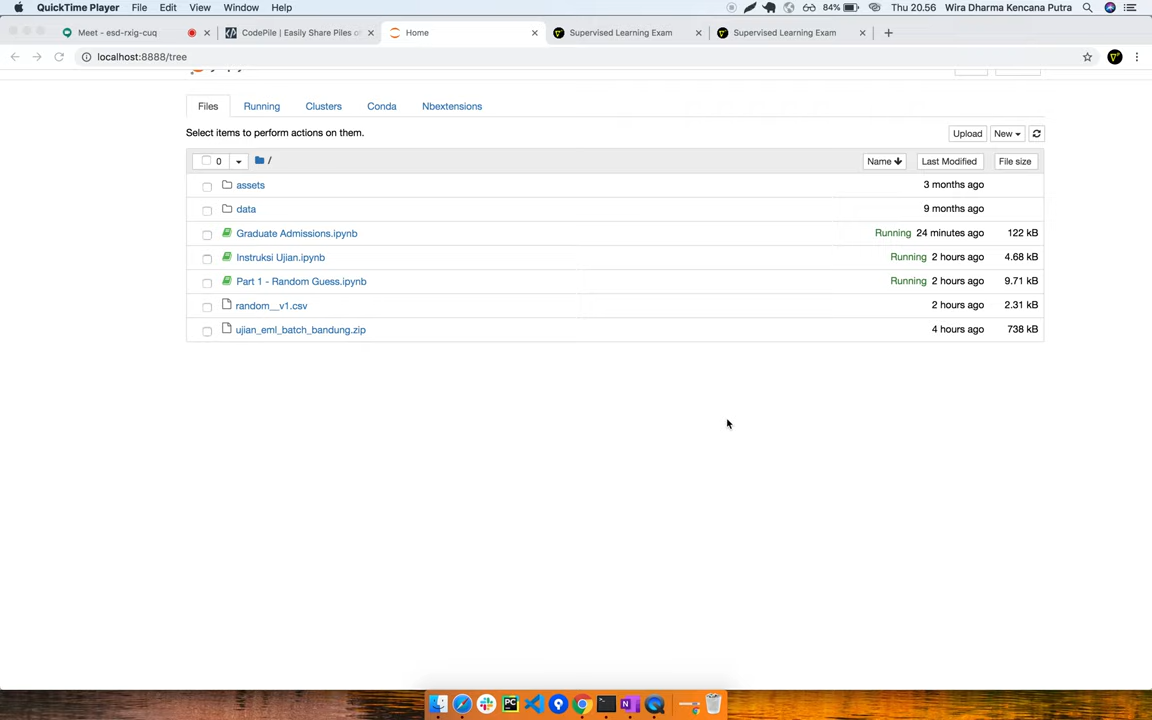 QuickTime Player File Edit View Window Help 84% Thu 20.56 Wira Dharma Kencana Putra
Meet - esd-rxig-cuq CodePile | Easily Share Piles of Home Supervised Learning Exam Supervised Learning Exam
localhost:8888/tree
Files Running Clusters Conda Nbextensions
Select items to perform actions on them.
Upload New
0 / Name Last Modified File size
assets 3 months ago
data 9 months ago
Graduate Admissions.ipynb Running 24 minutes ago 122 kB
Instruksi Ujian.ipynb Running 2 hours ago 4.68 kB
Part 1 - Random Guess.ipynb Running 2 hours ago 9.71 kB
random__v1.csv 2 hours ago 2.31 kB
ujian_eml_batch_bandung.zip 4 hours ago 738 kB
PC
N